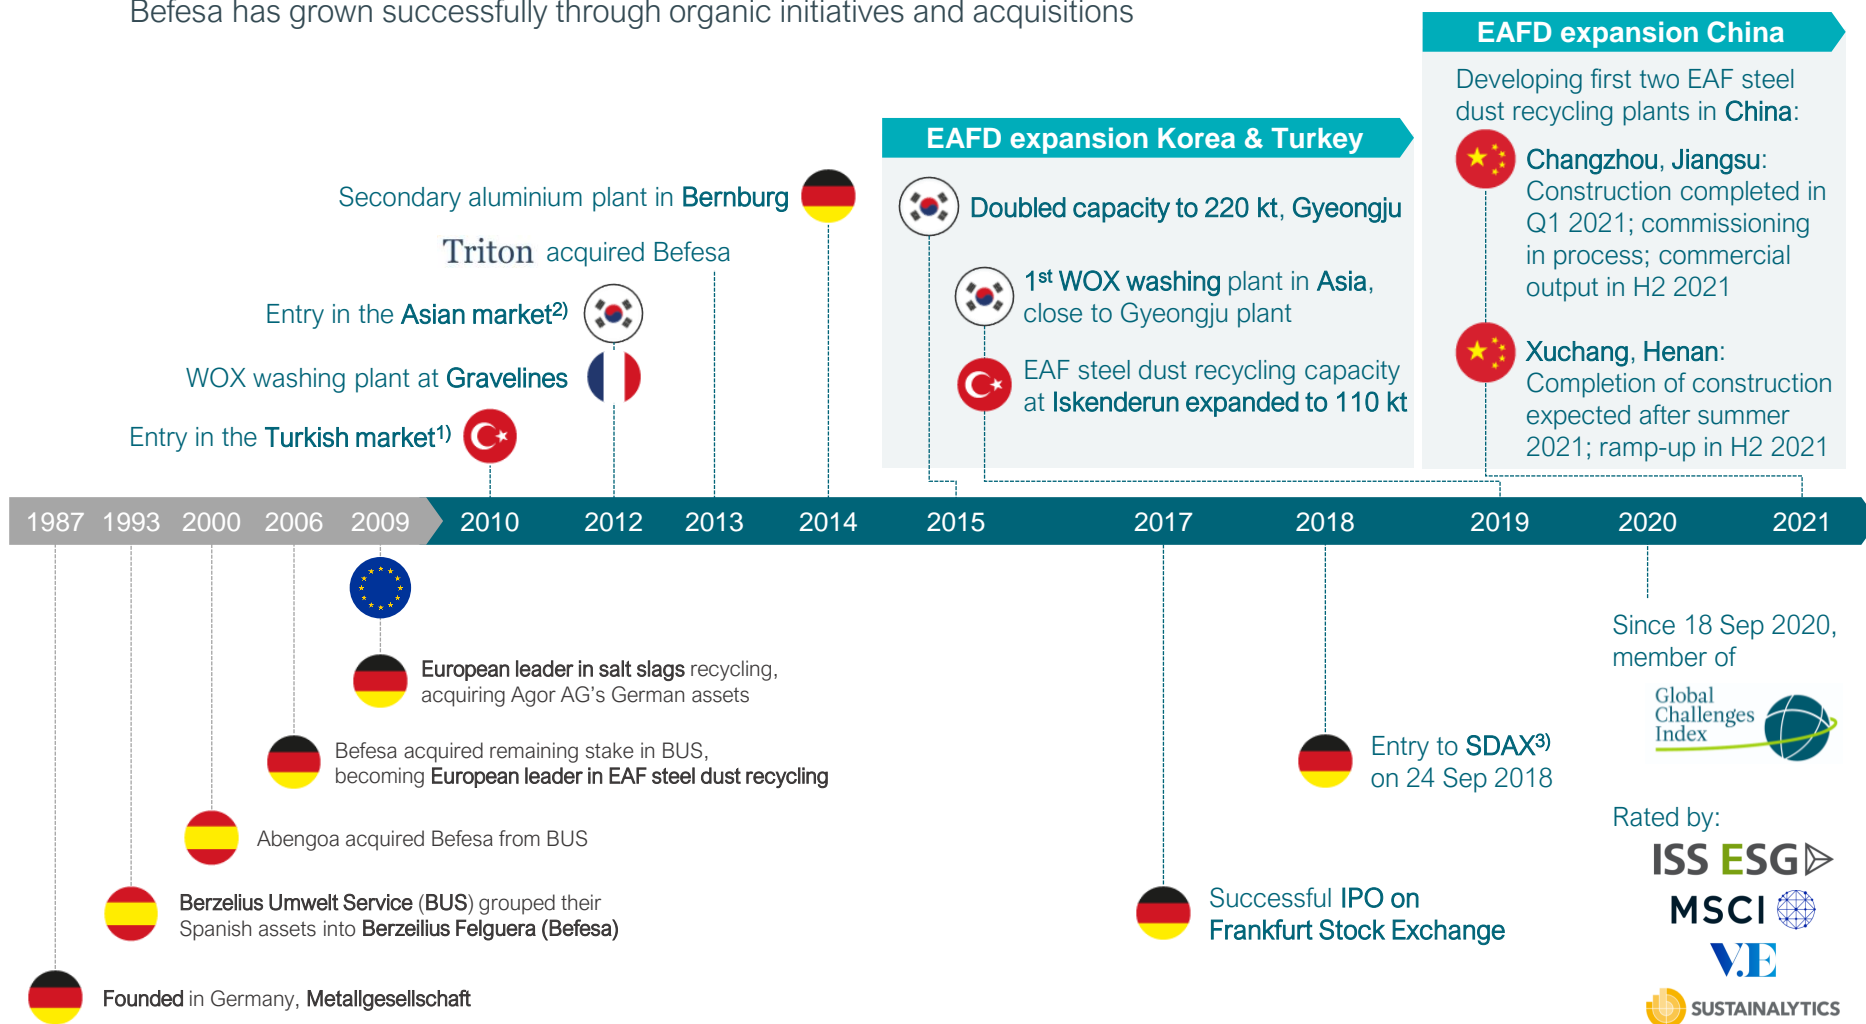 Befesa has grown successfully through organic initiatives and acquisitions
EAFD expansion China
Developing first two EAF steel
dust recycling plants in China:
Changzhou, Jiangsu:
Construction completed in
Q1 2021; commissioning
in process; commercial
output in H2 2021
Xuchang, Henan:
Completion of construction
expected after summer
2021; ramp-up in H2 2021
EAFD expansion Korea & Turkey
Doubled capacity to 220 kt, Gyeongju
1st WOX washing plant in Asia,
close to Gyeongju plant
EAF steel dust recycling capacity
at Iskenderun expanded to 110 kt
Secondary aluminium plant in Bernburg
Triton acquired Befesa
Entry in the Asian market2)
WOX washing plant at Gravelines
Entry in the Turkish market1)
1987 1993 2000 2006 2009 2010 2012 2013 2014 2015 2017 2018 2019 2020 2021
European leader in salt slags recycling,
acquiring Agor AG's German assets
Befesa acquired remaining stake in BUS,
becoming European leader in EAF steel dust recycling
Abengoa acquired Befesa from BUS
Berzelius Umwelt Service (BUS) grouped their
Spanish assets into Berzeilius Felguera (Befesa)
Founded in Germany, Metallgesellschaft
Successful IPO on
Frankfurt Stock Exchange
Entry to SDAX3)
on 24 Sep 2018
Since 18 Sep 2020,
member of
Global
Challenges
Index
Rated by:
ISS ESG
MSCI
V.E
SUSTAINALYTICS